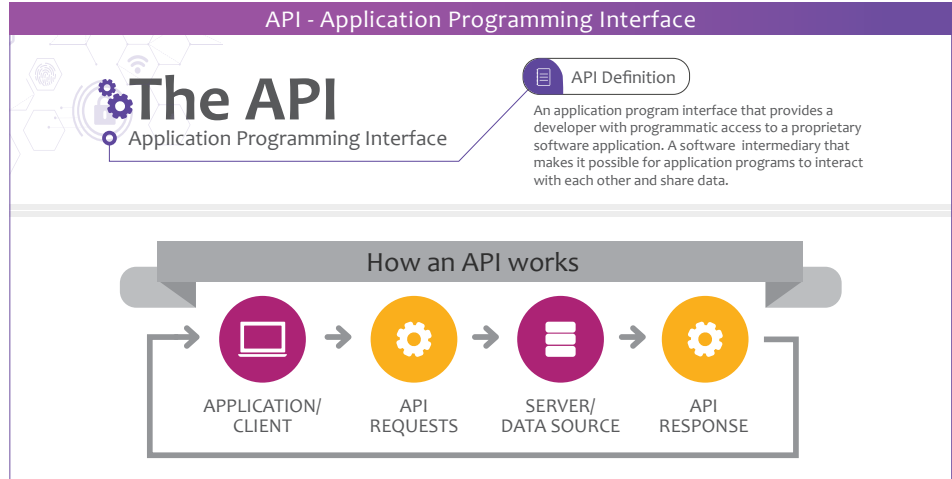 API - Application Programming Interface
The API
Application Programming Interface
API Definition
An application program interface that provides a
developer with programmatic access to a proprietary
software application. A software intermediary that
makes it possible for application programs to interact
with each other and share data.
How an API works
APPLICATION/
CLIENT
API
REQUESTS
SERVER/
DATA SOURCE
API
RESPONSE